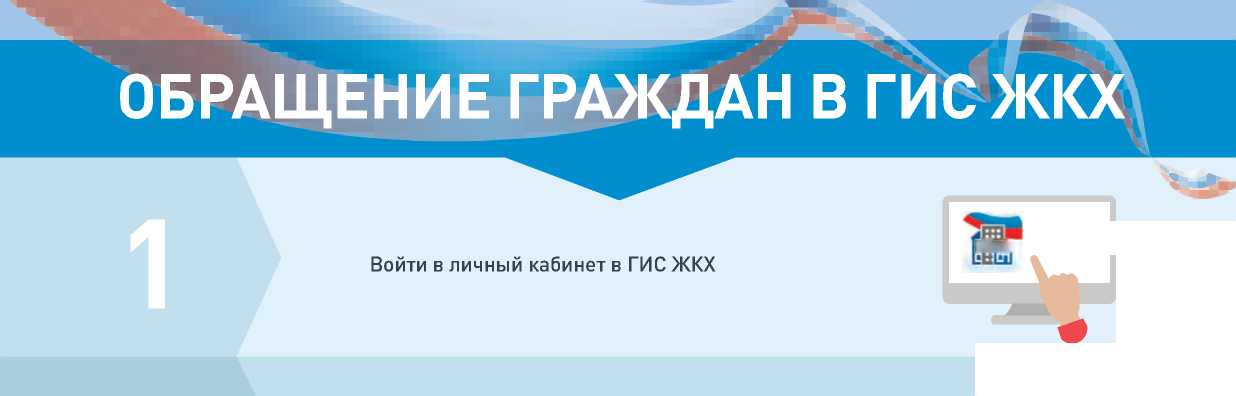 ОБРАЩЕНИЕ ГРАЖДАН В ГИС ЖКХ
1
Войти в личный кабинет в ГИС ЖКХ